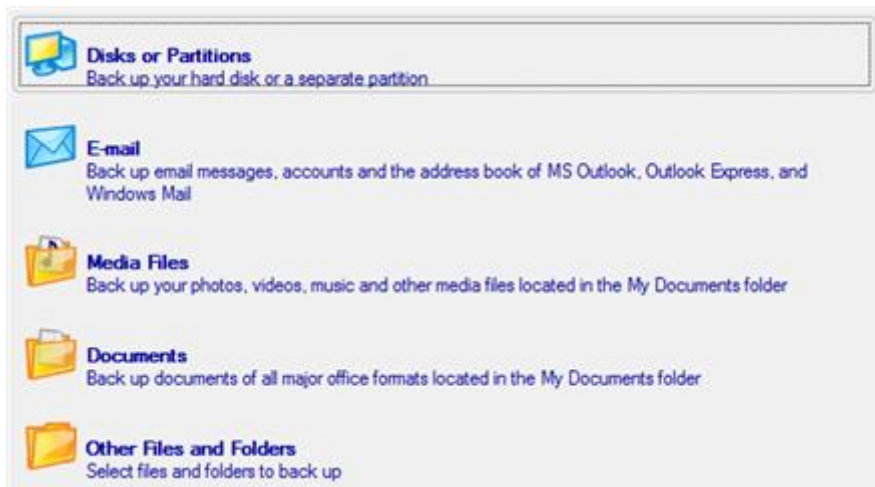 Disks or Partitions
Back up your hard disk or a separate partition
E-mail
Back up email messages, accounts and the address book of MS Outlook, Outlook Express, and
Windows Mail
Media Files
Back up your photos, videos, music and other media files located in the My Documents folder
Documents
Back up documents of all major office formats located in the My Documents folder
Other Files and Folders
Select files and folders to back up